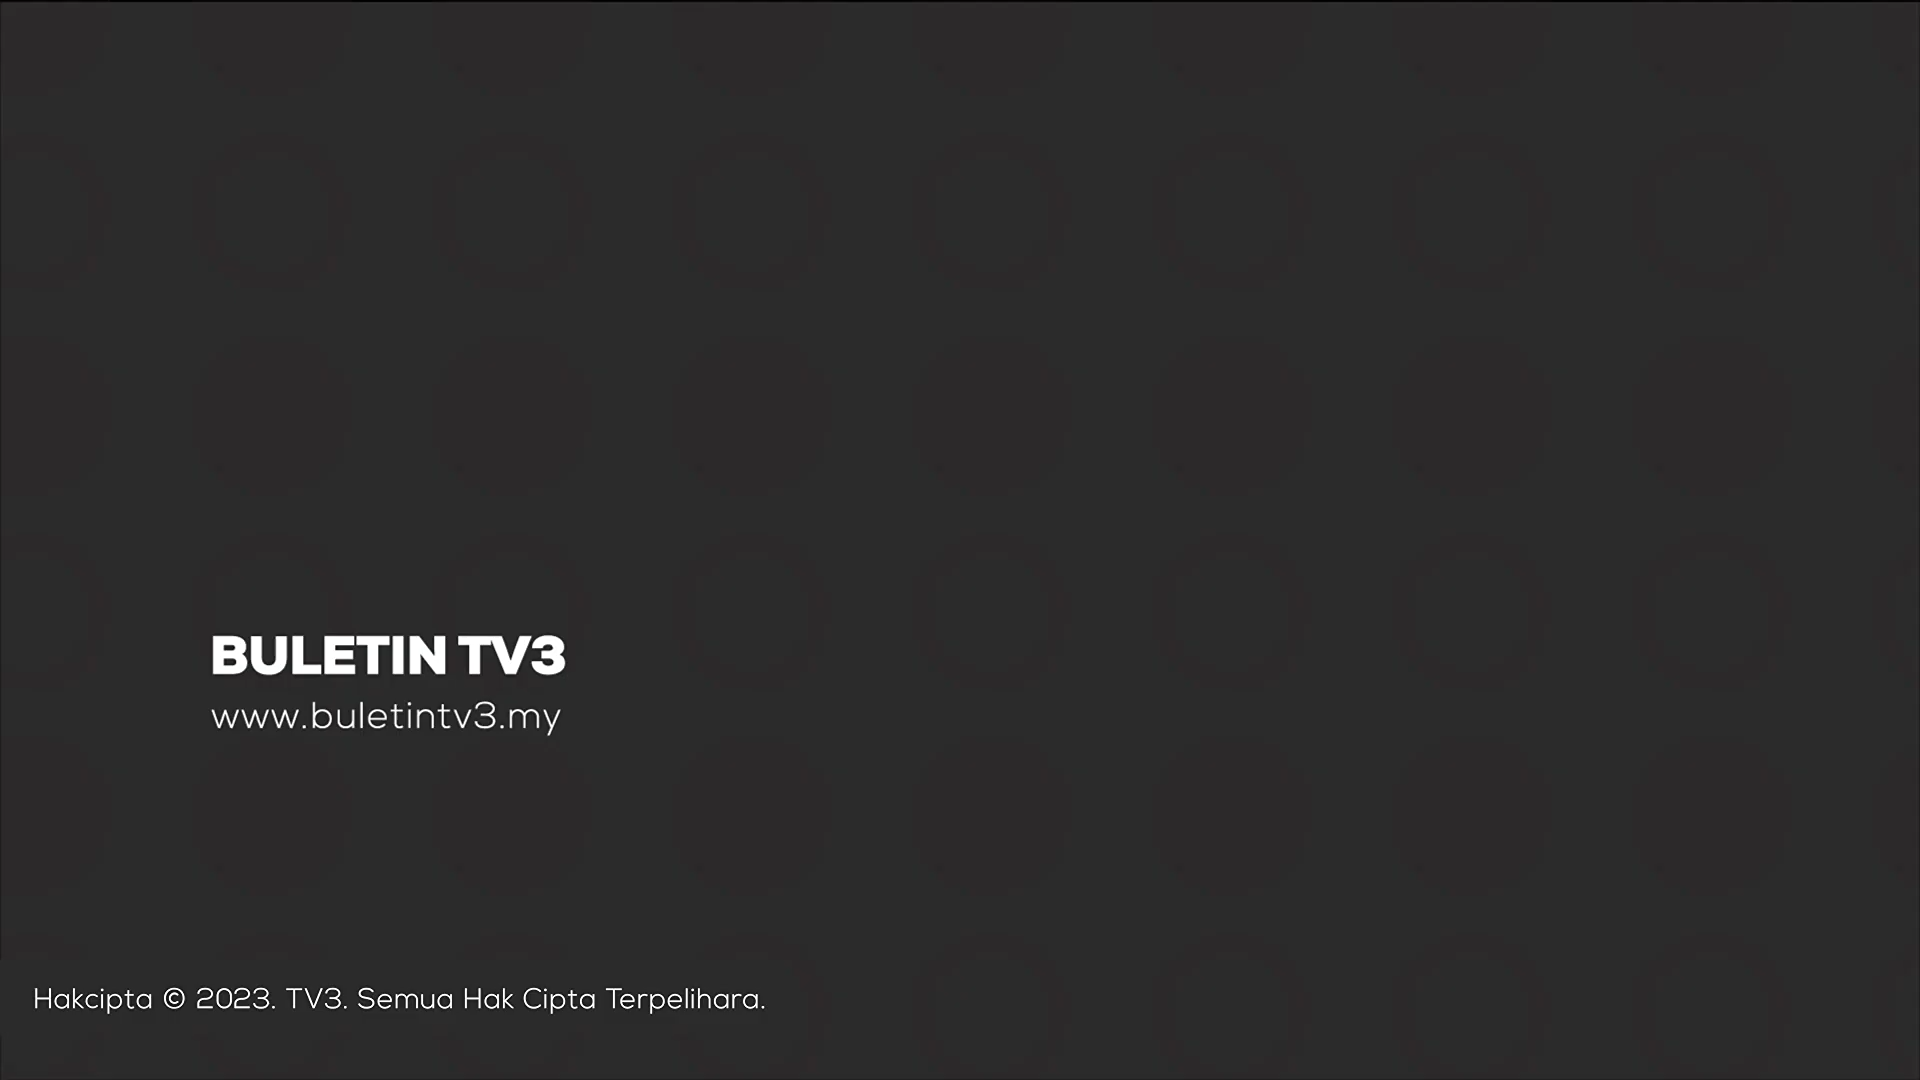 BULETIN TV3
www.buletintv3.my
Hakcipta © 2023. TV3. Semua Hak Cipta Terpelihara.